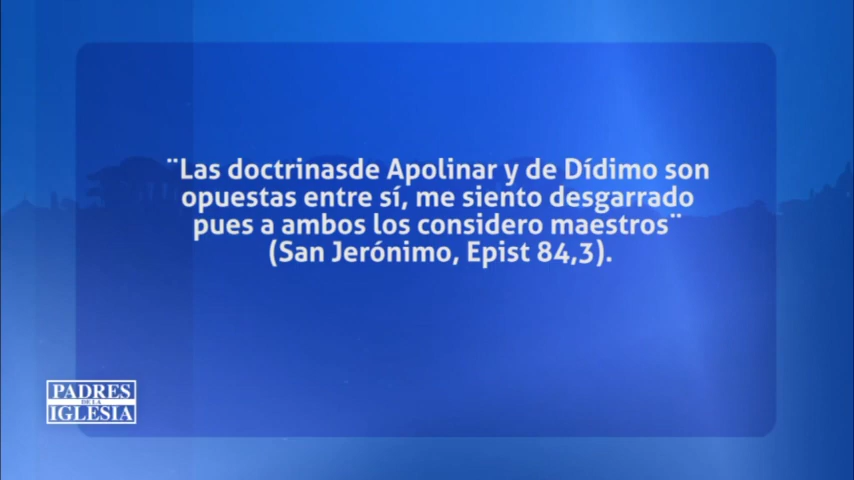 ¨Las doctrinasde Apolinar y de Dídimo son
opuestas entre sí, me siento desgarrado
pues a ambos los considero maestros¨
(San Jerónimo, Epist 84,3).
PADRES
DE LA
IGLESIA